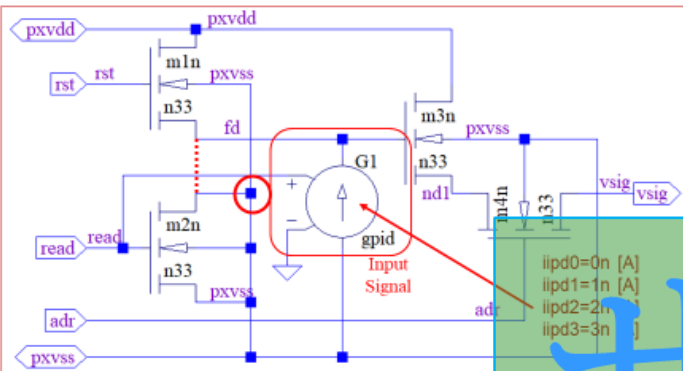 pxvdd pxvdd
m1n
rst rst pxvss
n33
fd
m3n
pxvss
G1
n33
nd1
vsig
vsig
m4n
n33
+
−
m2n
read read
n33
gpid
Input
Signal
pxvss
adr
adr
pxvss
iipd0=0n [A]
iipd1=1n [A]
iipd2=2n
iipd3=3n